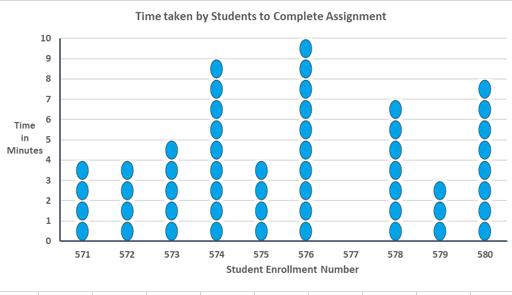 Time taken by Students to Complete Assignment
10
9
8
7
6
5
4
3
2
1
0
Time
in
Minutes
571 572 573 574 575 576 577 578 579 580
Student Enrollment Number